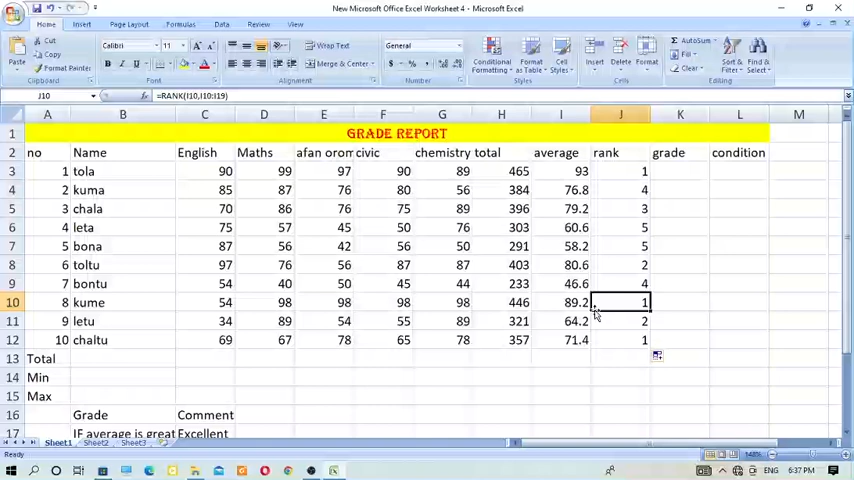 New Microsoft Office Excel Worksheet 4 - Microsoft Excel
Home Insert Page Layout Formulas Data Review View
Cut Calibri 11 Wrap Text General AutoSum
Copy Fill
Paste Format Painter Merge & Center Conditional Formatting Format as Table Cell Styles Insert Delete Format Clear Sort & Filter Find & Select
Clipboard Font Alignment Number Styles Cells Editing
J10 =RANK(I10,I10:I19)
A B C D E F G H I J K L M
1 GRADE REPORT
2 no Name English Maths afan orom civic chemistry total average rank grade condition
3 1 tola 90 99 97 90 89 465 93 1
4 2 kuma 85 87 76 80 56 384 76.8 4
5 3 chala 70 86 76 75 89 396 79.2 3
6 4 leta 75 57 45 50 76 303 60.6 5
7 5 bona 87 56 42 56 50 291 58.2 5
8 6 toltu 97 76 56 87 87 403 80.6 2
9 7 bontu 54 40 50 45 44 233 46.6 4
10 8 kume 54 98 98 98 98 446 89.2 1
11 9 letu 34 89 54 55 89 321 64.2 2
12 10 chaltu 69 67 78 65 78 357 71.4 1
13 Total
14 Min
15 Max
16 Grade Comment
17 IF average is great Excellent
Sheet1 Sheet2 Sheet3
148%
ENG 6:37 PM